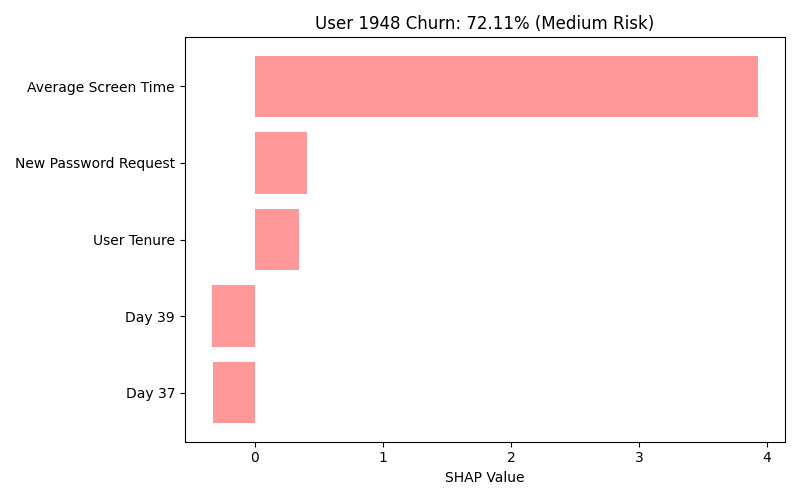 User 1948 Churn: 72.11% (Medium Risk)
Average Screen Time
New Password Request
User Tenure
Day 39
Day 37
0 1 2 3 4
SHAP Value